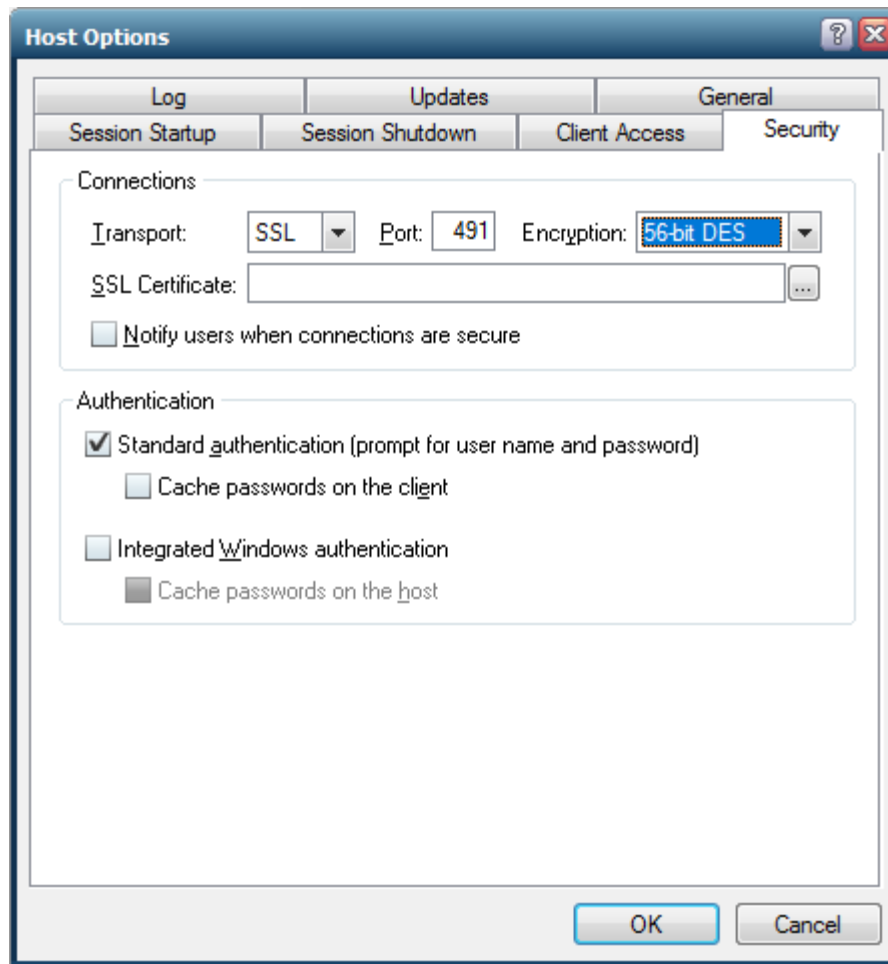 Host Options
Log Updates General
Session Startup Session Shutdown Client Access Security
Connections
Transport: SSL Port: 491 Encryption: 56-bit DES
SSL Certificate: ...
Notify users when connections are secure
Authentication
Standard authentication (prompt for user name and password)
Cache passwords on the client
Integrated Windows authentication
Cache passwords on the host
OK Cancel